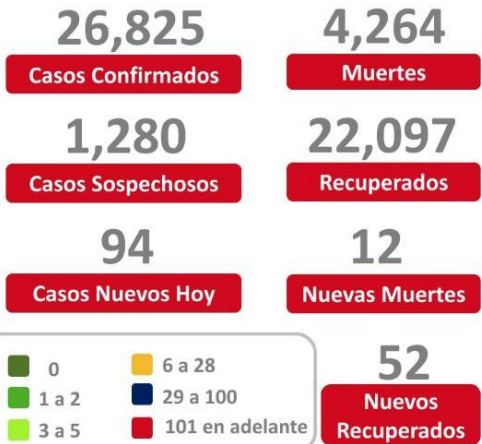 26,825
4,264
Casos Confirmados
Muertes
1,280
22,097
Casos Sospechosos
Recuperados
94
12
Casos Nuevos Hoy
Nuevas Muertes
0
6 a 28
1 a 2
29 a 100
3 a 5
101 en adelante
52
Nuevos
Recuperados